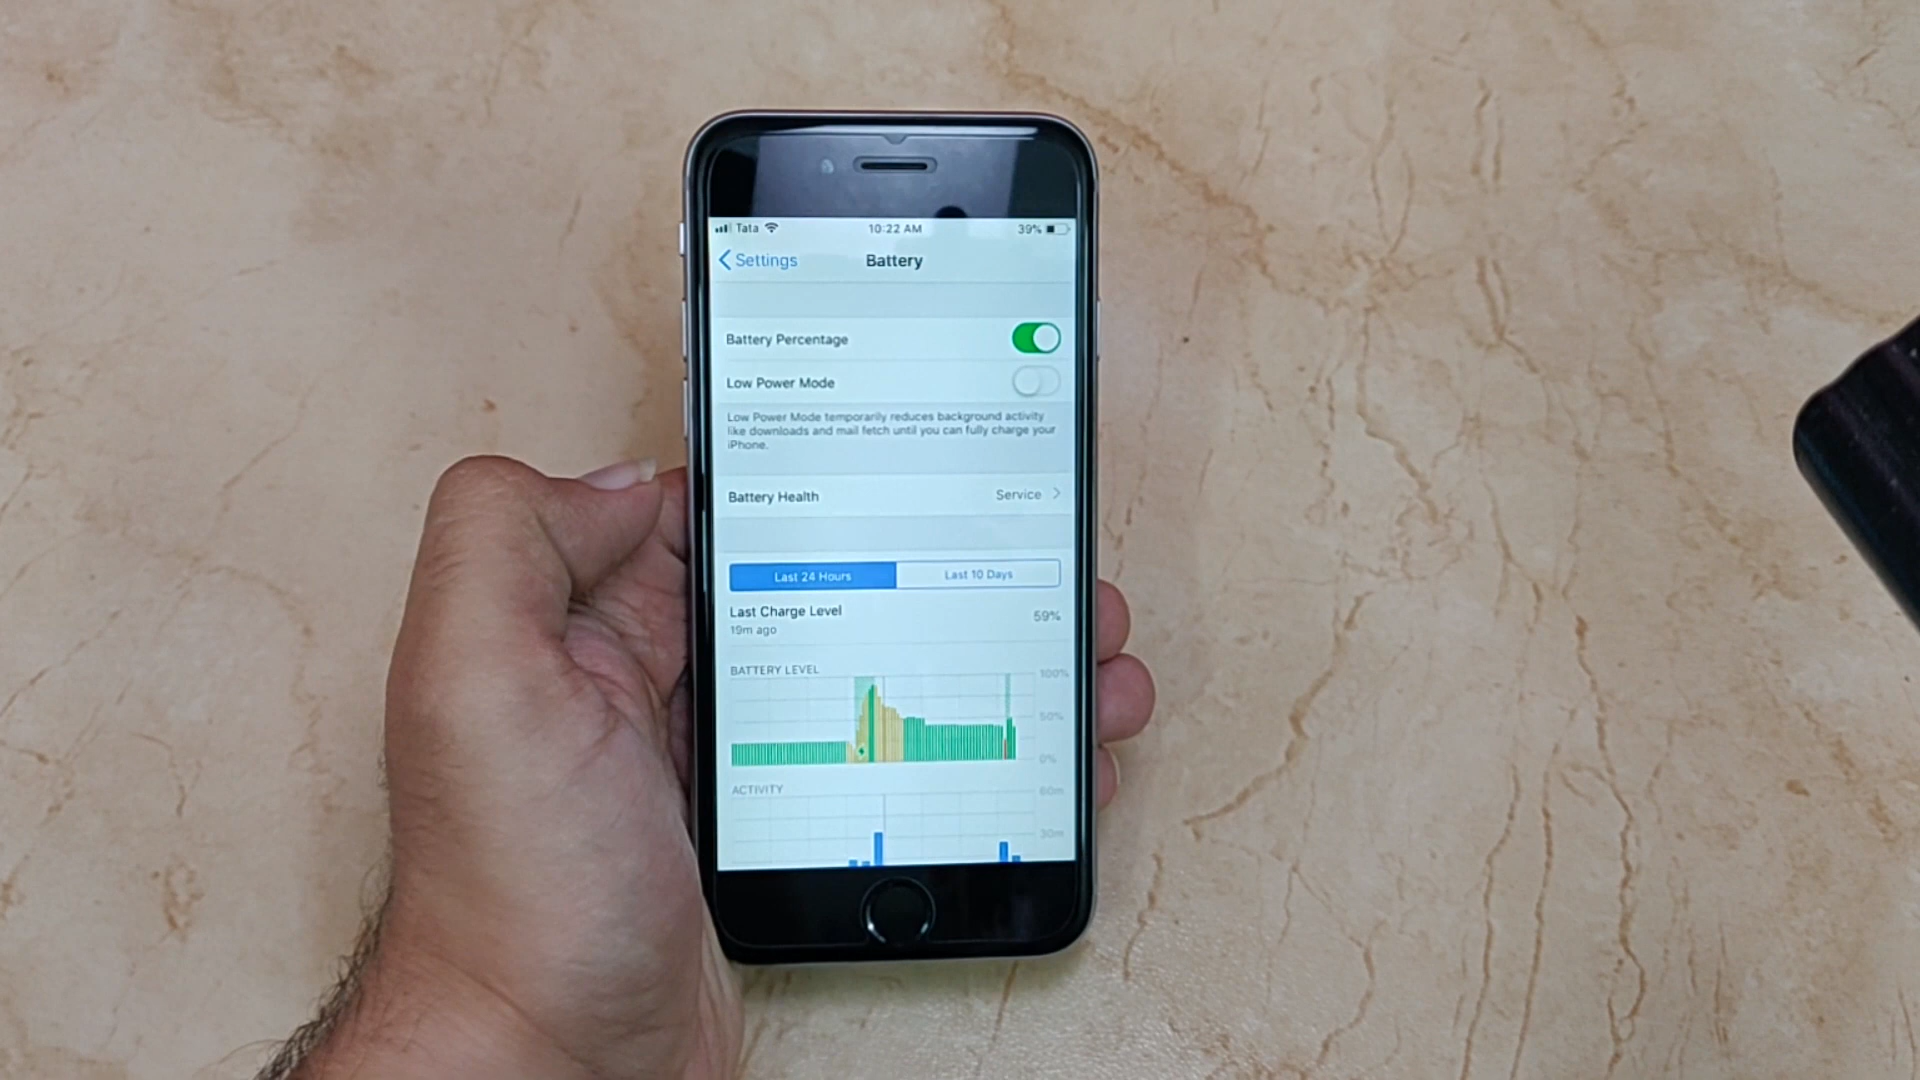 Tata 10:22 AM 39%
Settings Battery
Battery Percentage
Low Power Mode
Low Power Mode temporarily reduces background activity
like downloads and mail fetch until you can fully charge your
iPhone.
Battery Health Service
Last 24 Hours Last 10 Days
Last Charge Level 59%
19m ago
BATTERY LEVEL
100%
50%
0%
ACTIVITY
60m
30m